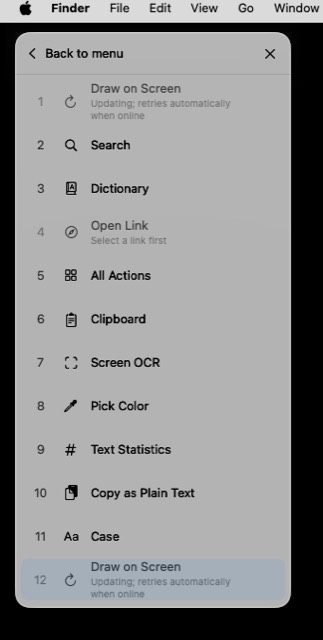 Finder File Edit View Go Window
Back to menu
1 Draw on Screen
Updating; retries automatically
when online
2 Search
3 Dictionary
4 Open Link
Select a link first
5 All Actions
6 Clipboard
7 Screen OCR
8 Pick Color
9 Text Statistics
10 Copy as Plain Text
11 Aa Case
12 Draw on Screen
Updating; retries automatically
when online